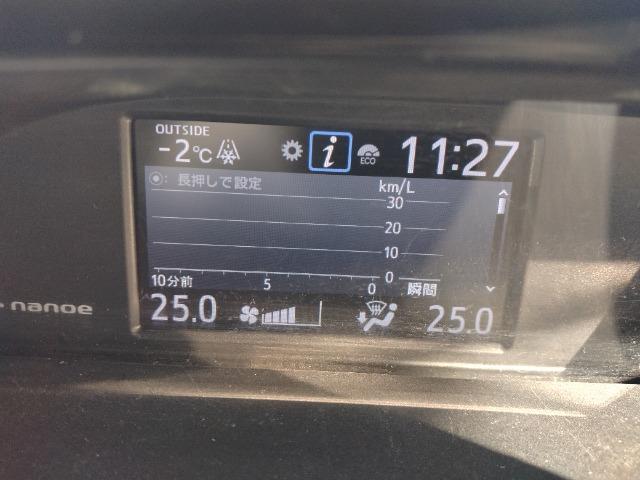 OUTSIDE
-2℃
i
ECO
11:27
: 長押しで設定
km/L
30
20
10
0
10分前 5 0 瞬間
25.0
25.0
nanoe